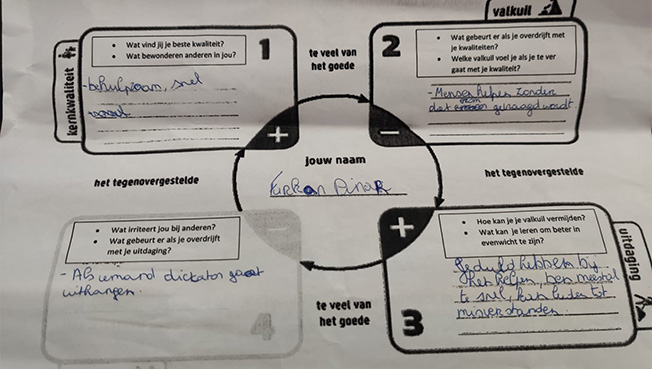 valkuil
kernkwaliteit
• Wat vind jij je beste kwaliteit?
• Wat bewonderen anderen in jou?
1
-behulpzaam, snel
+
te veel van
het goede
2
• Wat gebeurt er als je overdrijft met
je kwaliteiten?
• Welke valkuil voel je als je te ver
gaat met je kwaliteit?
- Mensen helpen zonder
dat erom gevraagd wordt.
−
het tegenovergestelde
jouw naam
Furkan Pinar
het tegenovergestelde
−
• Wat irriteert jou bij anderen?
• Wat gebeurt er als je overdrijft
met je uitdaging?
- Als iemand dictator gaat
uithangen.
4
te veel van
het goede
+
• Hoe kan je je valkuil vermijden?
• Wat kan je leren om beter in
evenwicht te zijn?
Geduld hebben bij
het helpen, ben meestal
te snel, kan leiden tot
misverstanden.
3
uitdaging